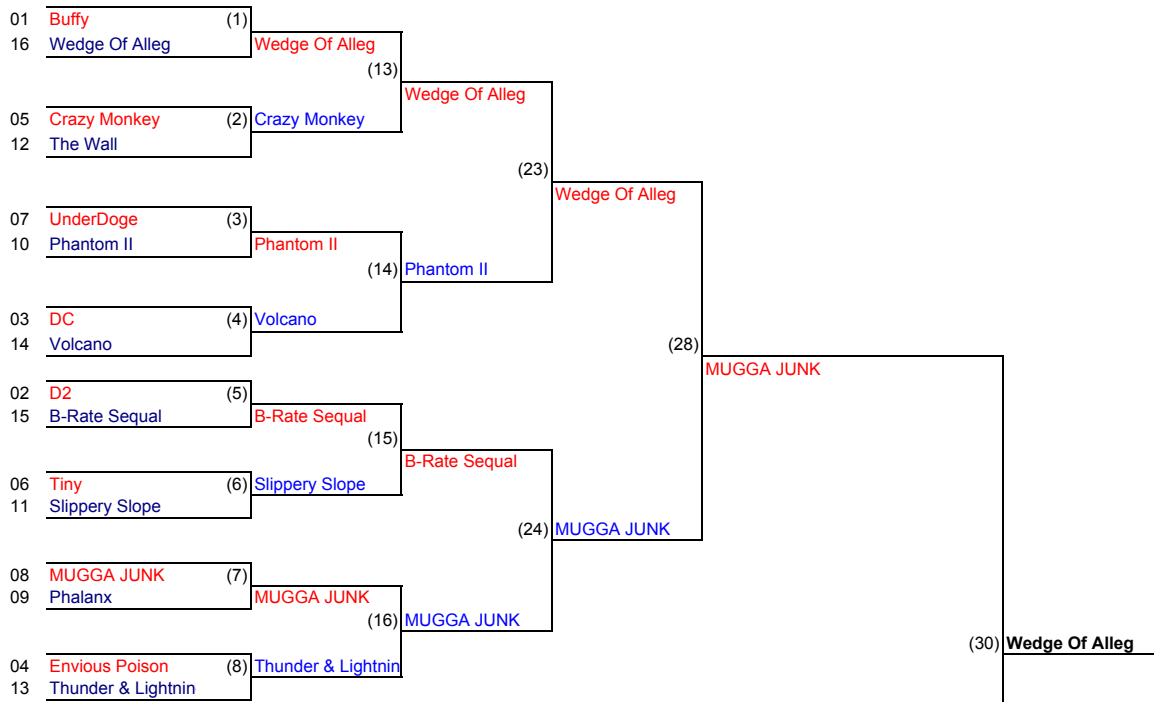 01 Buffy (1)
16 Wedge Of Alleg Wedge Of Alleg
(13)
Wedge Of Alleg
05 Crazy Monkey (2) Crazy Monkey
12 The Wall
(23)
Wedge Of Alleg
07 UnderDoge (3)
10 Phantom II Phantom II
(14) Phantom II
03 DC (4) Volcano
14 Volcano
(28)
MUGGA JUNK
02 D2 (5)
15 B-Rate Sequal B-Rate Sequal
(15)
B-Rate Sequal
06 Tiny (6) Slippery Slope
11 Slippery Slope
(24) MUGGA JUNK
08 MUGGA JUNK (7)
09 Phalanx MUGGA JUNK
(16) MUGGA JUNK
(30) Wedge Of Alleg
04 Envious Poison (8) Thunder & Lightnin
13 Thunder & Lightnin